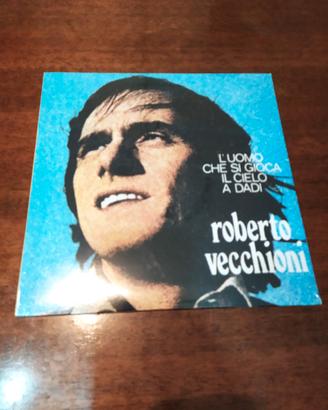 L'UOMO
CHE SI GIOCA
IL CIELO
A DADI
roberto
vecchioni